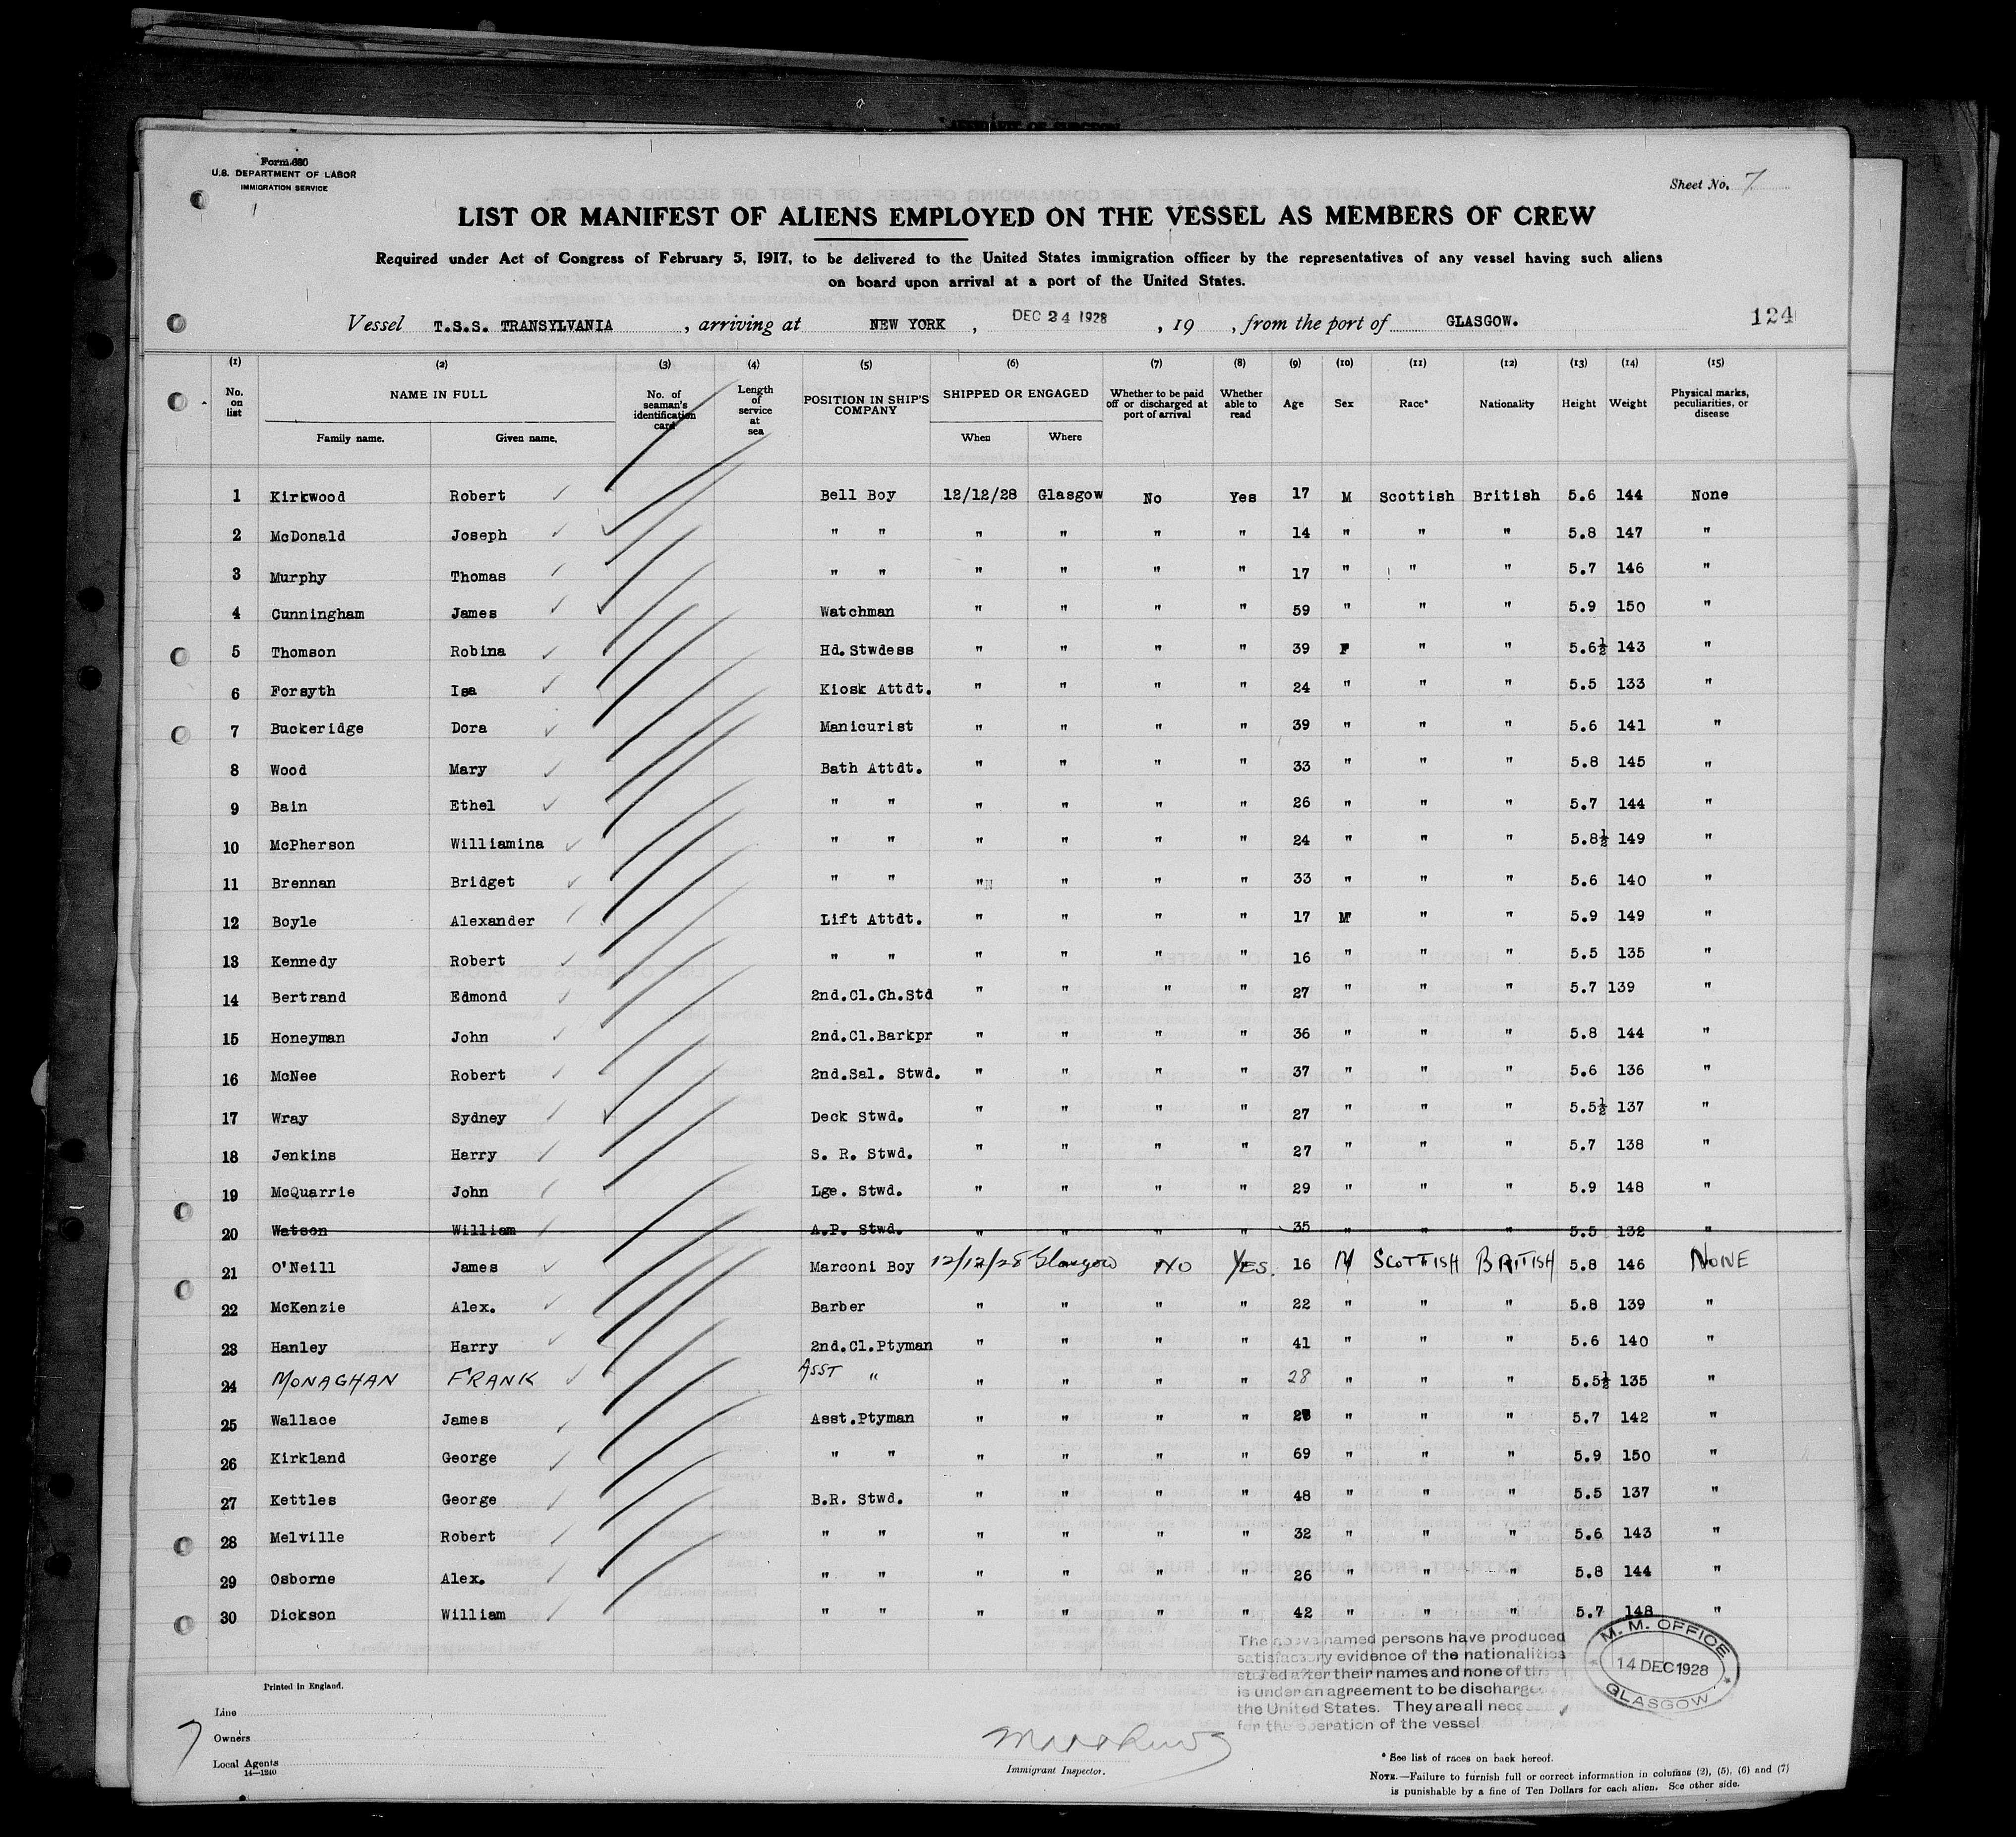 Form 680
U.S. DEPARTMENT OF LABOR
IMMIGRATION SERVICE
Sheet No. 7
LIST OR MANIFEST OF ALIENS EMPLOYED ON THE VESSEL AS MEMBERS OF CREW
Required under Act of Congress of February 5, 1917, to be delivered to the United States immigration officer by the representatives of any vessel having such aliens
on board upon arrival at a port of the United States.
Vessel T.S.S. TRANSYLVANIA, arriving at NEW YORK, DEC 24 1928, 19 , from the port of GLASGOW. 124
(1) (2) (3) (4) (5) (6) (7) (8) (9) (10) (11) (12) (13) (14) (15)
No. on list NAME IN FULL Family name. Given name. No. of seaman's identification card Length of service at sea POSITION IN SHIP'S COMPANY SHIPPED OR ENGAGED When Where Whether to be paid off or discharged at port of arrival Whether able to read Age Sex Race* Nationality Height Weight Physical marks, peculiarities, or disease
1 Kirkwood Robert Bell Boy 12/12/28 Glasgow No Yes 17 M Scottish British 5.6 144 None
2 McDonald Joseph " " " " " " 14 " " " 5.8 147 "
3 Murphy Thomas " " " " " " 17 " " " 5.7 146 "
4 Cunningham James Watchman " " " " 59 " " " 5.9 150 "
5 Thomson Robina Hd.Stwdess " " " " 39 F " " 5.6½ 143 "
6 Forsyth Isa Kiosk Attdt. " " " " 24 " " " 5.5 133 "
7 Buckeridge Dora Manicurist " " " " 39 " " " 5.6 141 "
8 Wood Mary Bath Attdt. " " " " 33 " " " 5.8 145 "
9 Bain Ethel " " " " " " 26 " " " 5.7 144 "
10 McPherson Williamina " " " " " " 24 " " " 5.8½ 149 "
11 Brennan Bridget " " " " " " 33 " " " 5.6 140 "
12 Boyle Alexander Lift Attdt. " " " " 17 M " " 5.9 149 "
13 Kennedy Robert " " " " " " 16 " " " 5.5 135 "
14 Bertrand Edmond 2nd.Cl.Ch.Std " " " " 27 " " " 5.7 139 "
15 Honeyman John 2nd.Cl.Barkpr " " " " 36 " " " 5.8 144 "
16 McNee Robert 2nd.Sal. Stwd. " " " " 37 " " " 5.6 136 "
17 Wray Sydney Deck Stwd. " " " " 27 " " " 5.5½ 137 "
18 Jenkins Harry S. R. Stwd. " " " " 27 " " " 5.7 138 "
19 McQuarrie John Lge. Stwd. " " " " 29 " " " 5.9 148 "
20 Watson William A.P. Stwd. " " " " 35 " " " 5.5 132 "
21 O'Neill James Marconi Boy 12/12/28 Glasgow No YES. 16 M SCOTTISH BRITISH 5.8 146 NONE
22 McKenzie Alex. Barber " " " " 22 " " " 5.8 139 "
23 Hanley Harry 2nd.Cl.Ptyman " " " " 41 " " " 5.6 140 "
24 MONAGHAN FRANK ASST " " " " " 28 " " " 5.5½ 135 "
25 Wallace James Asst.Ptyman " " " " " " " 5.7 142 "
26 Kirkland George " " " " " " 69 " " " 5.9 150 "
27 Kettles George B.R. Stwd. " " " " 48 " " " 5.5 137 "
28 Melville Robert " " " " " " 32 " " " 5.6 143 "
29 Osborne Alex. " " " " " " 26 " " " 5.8 144 "
30 Dickson William " " " " " " 42 " " " 5.7 148 "
The above named persons have produced
satisfactory evidence of the nationalities
stated after their names and none of
is under an agreement to be discharged
the United States. They are all
for the operation of the vessel
M. M. OFFICE
14 DEC 1928
GLASGOW
Printed in England.
Line
Owners
Local Agents
14—1240
7
Immigrant Inspector.
* See list of races on back hereof.
NOTE.—Failure to furnish full or correct information in columns (2), (5), (6) and (7)
is punishable by a fine of Ten Dollars for each alien. See other side.